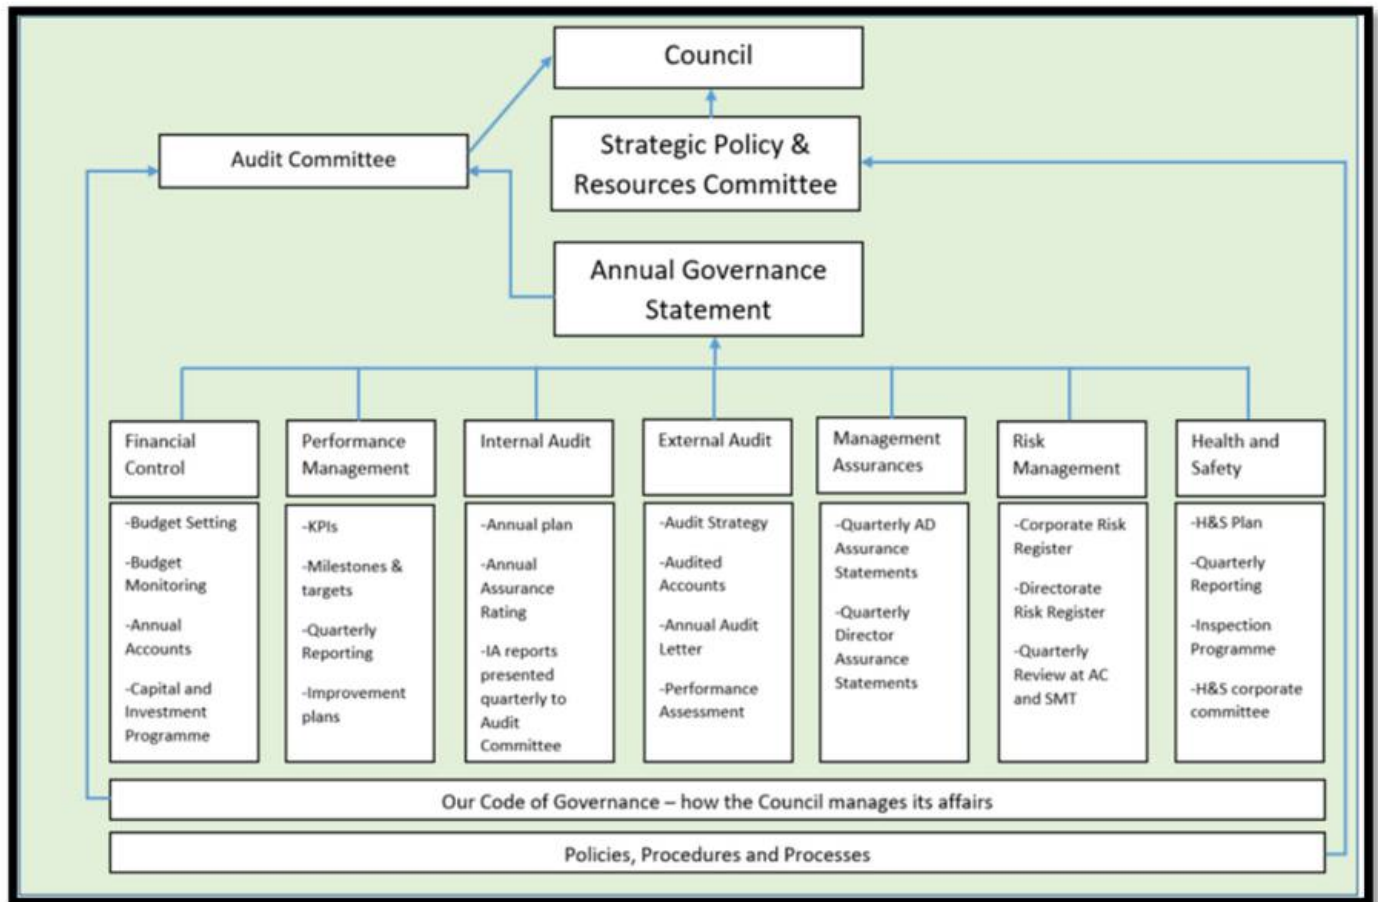 Council
Audit Committee
Strategic Policy &
Resources Committee
Annual Governance
Statement
Financial
Control
Performance
Management
Internal Audit
External Audit
Management
Assurances
Risk
Management
Health and
Safety
-Budget Setting
-Budget
Monitoring
-Annual
Accounts
-Capital and
Investment
Programme
-KPIs
-Milestones &
targets
-Quarterly
Reporting
-Improvement
plans
-Annual plan
-Annual
Assurance
Rating
-IA reports
presented
quarterly to
Audit
Committee
-Audit Strategy
-Audited
Accounts
-Annual Audit
Letter
-Performance
Assessment
-Quarterly AD
Assurance
Statements
-Quarterly
Director
Assurance
Statements
-Corporate Risk
Register
-Directorate
Risk Register
-Quarterly
Review at AC
and SMT
-H&S Plan
-Quarterly
Reporting
-Inspection
Programme
-H&S corporate
committee
Our Code of Governance – how the Council manages its affairs
Policies, Procedures and Processes